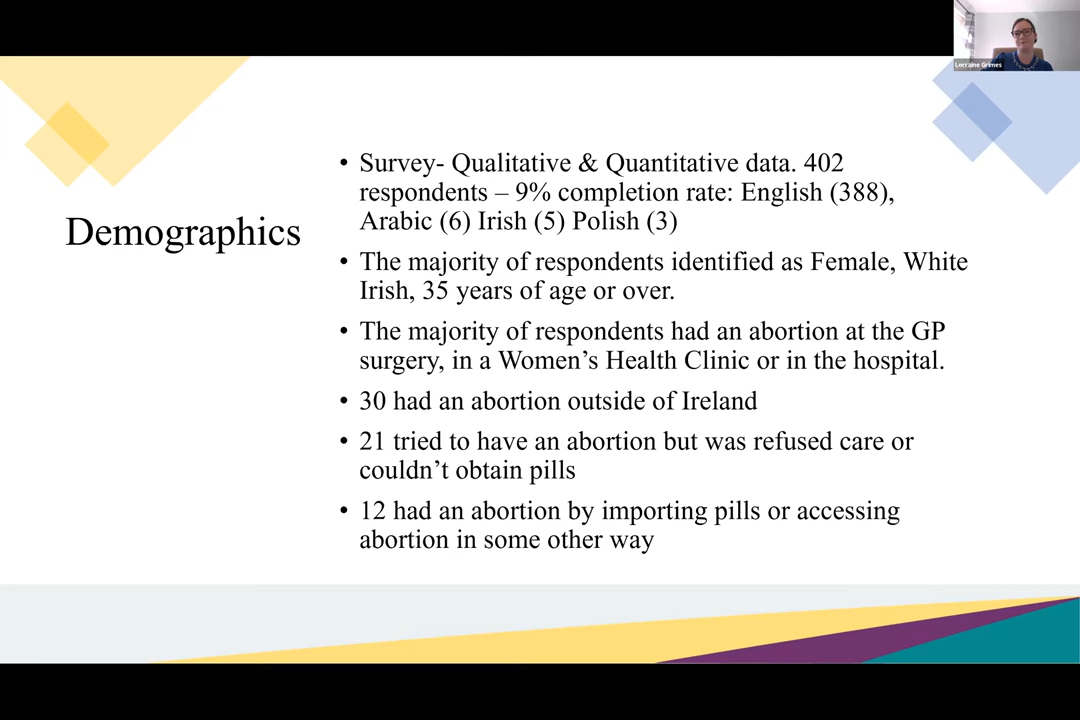 Lorraine Grimes
Demographics
• Survey- Qualitative & Quantitative data. 402
respondents – 9% completion rate: English (388),
Arabic (6) Irish (5) Polish (3)
• The majority of respondents identified as Female, White
Irish, 35 years of age or over.
• The majority of respondents had an abortion at the GP
surgery, in a Women’s Health Clinic or in the hospital.
• 30 had an abortion outside of Ireland
• 21 tried to have an abortion but was refused care or
couldn’t obtain pills
• 12 had an abortion by importing pills or accessing
abortion in some other way